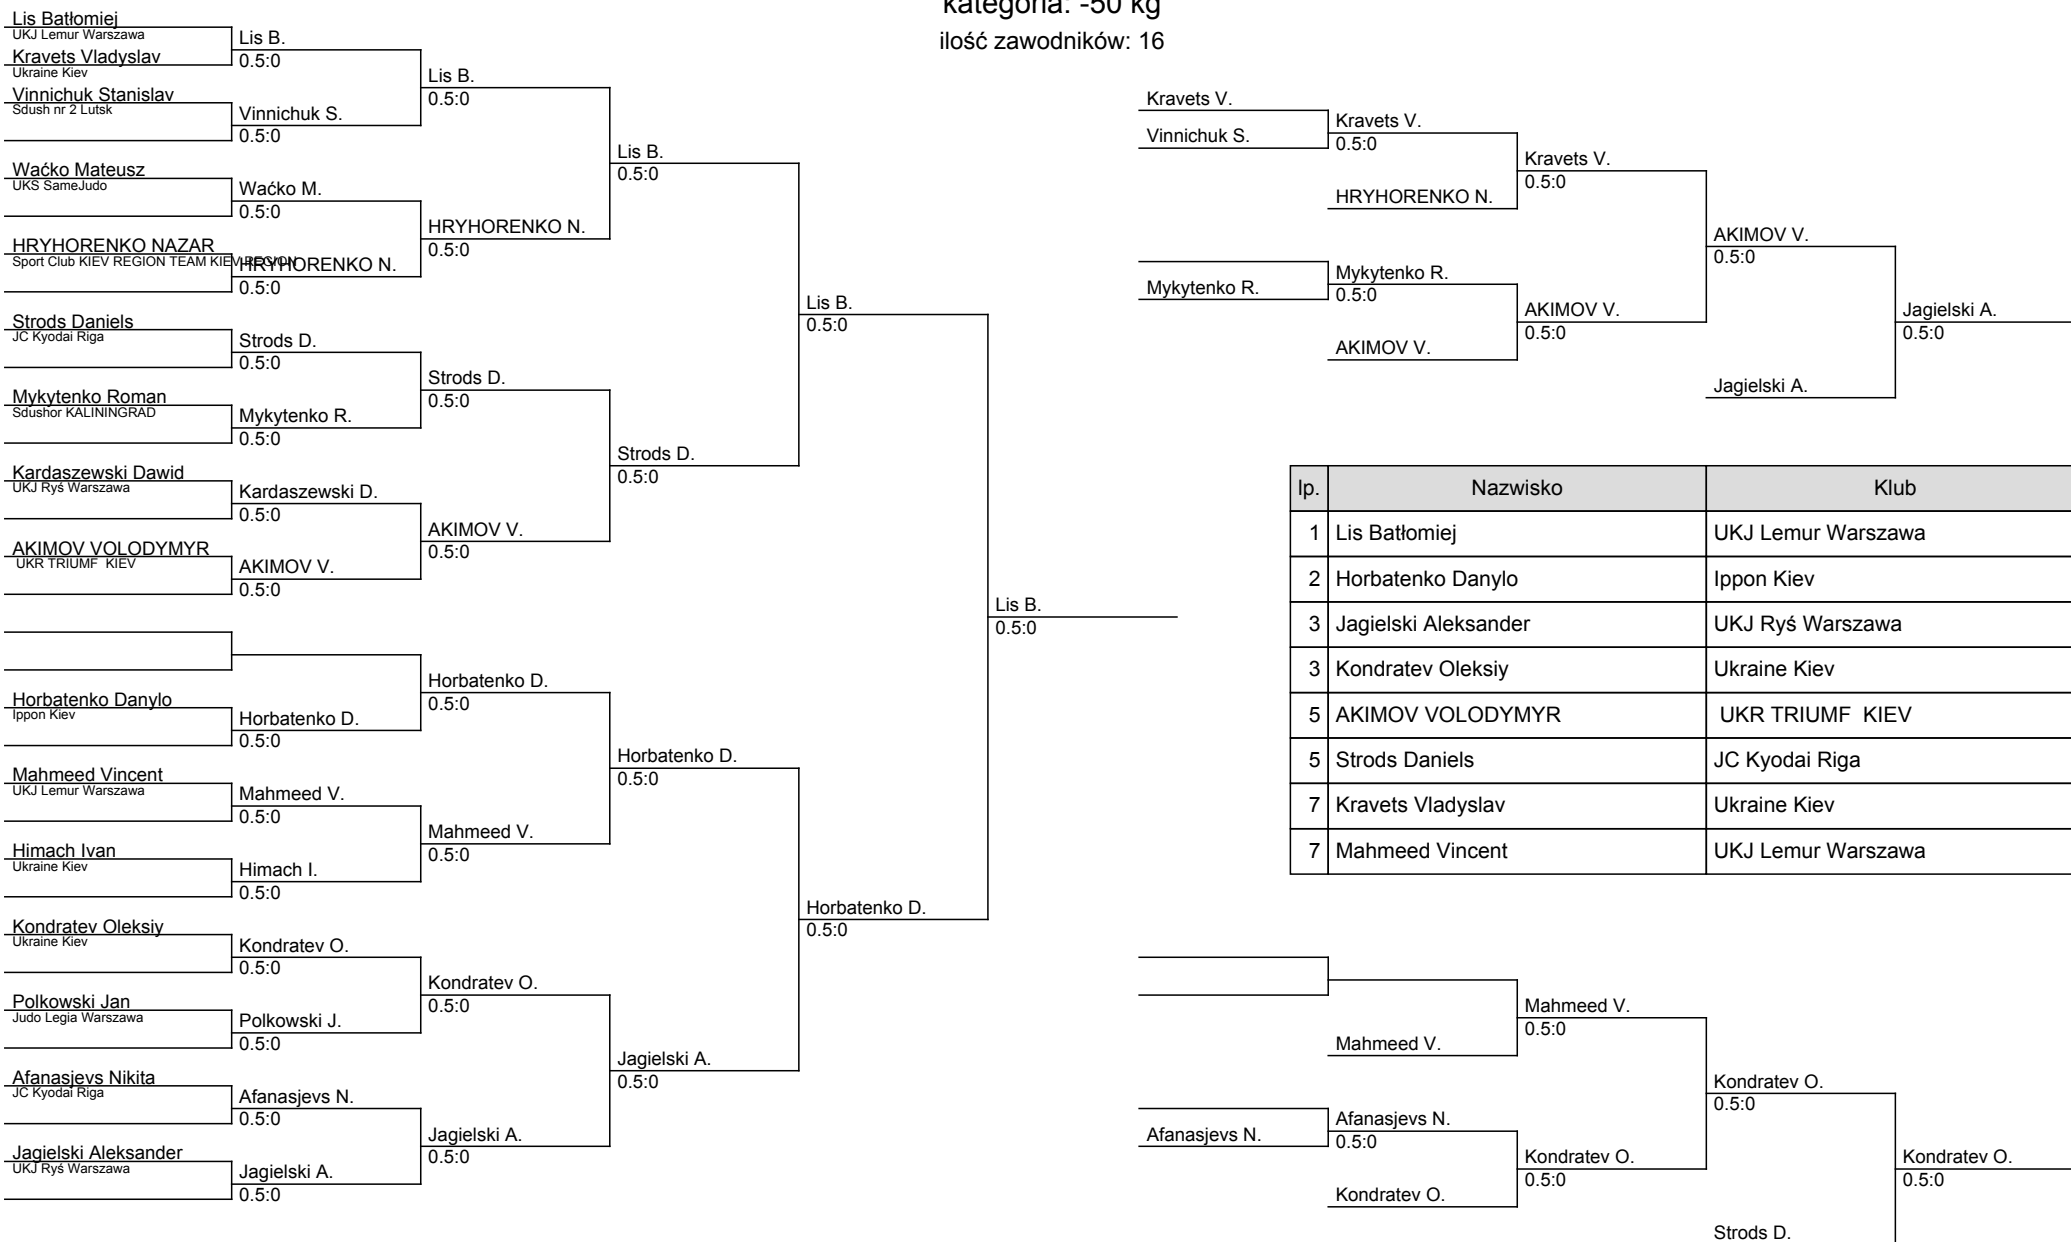 kategoria: -50 kg
ilość zawodników: 16
Lis Batłomiej
UKJ Lemur Warszawa
Kravets Vladyslav
Ukraine Kiev
Vinnichuk Stanislav
Sdush nr 2 Lutsk
Waćko Mateusz
UKS SameJudo
HRYHORENKO NAZAR
Sport Club KIEV REGION TEAM KIEV-REGION
Strods Daniels
JC Kyodai Riga
Mykytenko Roman
Sdushor KALININGRAD
Kardaszewski Dawid
UKJ Ryś Warszawa
AKIMOV VOLODYMYR
UKR TRIUMF  KIEV
Horbatenko Danylo
Ippon Kiev
Mahmeed Vincent
UKJ Lemur Warszawa
Himach Ivan
Ukraine Kiev
Kondratev Oleksiy
Ukraine Kiev
Polkowski Jan
Judo Legia Warszawa
Afanasjevs Nikita
JC Kyodai Riga
Jagielski Aleksander
UKJ Ryś Warszawa
Lis B.
0.5:0
Vinnichuk S.
0.5:0
Waćko M.
0.5:0
HRYHORENKO N.
0.5:0
Strods D.
0.5:0
Mykytenko R.
0.5:0
Kardaszewski D.
0.5:0
AKIMOV V.
0.5:0
Horbatenko D.
0.5:0
Mahmeed V.
0.5:0
Himach I.
0.5:0
Kondratev O.
0.5:0
Polkowski J.
0.5:0
Afanasjevs N.
0.5:0
Jagielski A.
0.5:0
Lis B.
0.5:0
HRYHORENKO N.
0.5:0
Strods D.
0.5:0
AKIMOV V.
0.5:0
Horbatenko D.
0.5:0
Mahmeed V.
0.5:0
Kondratev O.
0.5:0
Jagielski A.
0.5:0
Lis B.
0.5:0
Strods D.
0.5:0
Horbatenko D.
0.5:0
Jagielski A.
0.5:0
Lis B.
0.5:0
Horbatenko D.
0.5:0
Lis B.
0.5:0
Kravets V.
Vinnichuk S.
Mykytenko R.
Kravets V.
0.5:0
HRYHORENKO N.
Mykytenko R.
0.5:0
AKIMOV V.
Kravets V.
0.5:0
AKIMOV V.
0.5:0
AKIMOV V.
0.5:0
Jagielski A.
Jagielski A.
0.5:0
lp. Nazwisko Klub
1 Lis Batłomiej UKJ Lemur Warszawa
2 Horbatenko Danylo Ippon Kiev
3 Jagielski Aleksander UKJ Ryś Warszawa
3 Kondratev Oleksiy Ukraine Kiev
5 AKIMOV VOLODYMYR UKR TRIUMF  KIEV
5 Strods Daniels JC Kyodai Riga
7 Kravets Vladyslav Ukraine Kiev
7 Mahmeed Vincent UKJ Lemur Warszawa
Afanasjevs N.
Mahmeed V.
Afanasjevs N.
0.5:0
Kondratev O.
Mahmeed V.
0.5:0
Kondratev O.
0.5:0
Kondratev O.
0.5:0
Strods D.
Kondratev O.
0.5:0